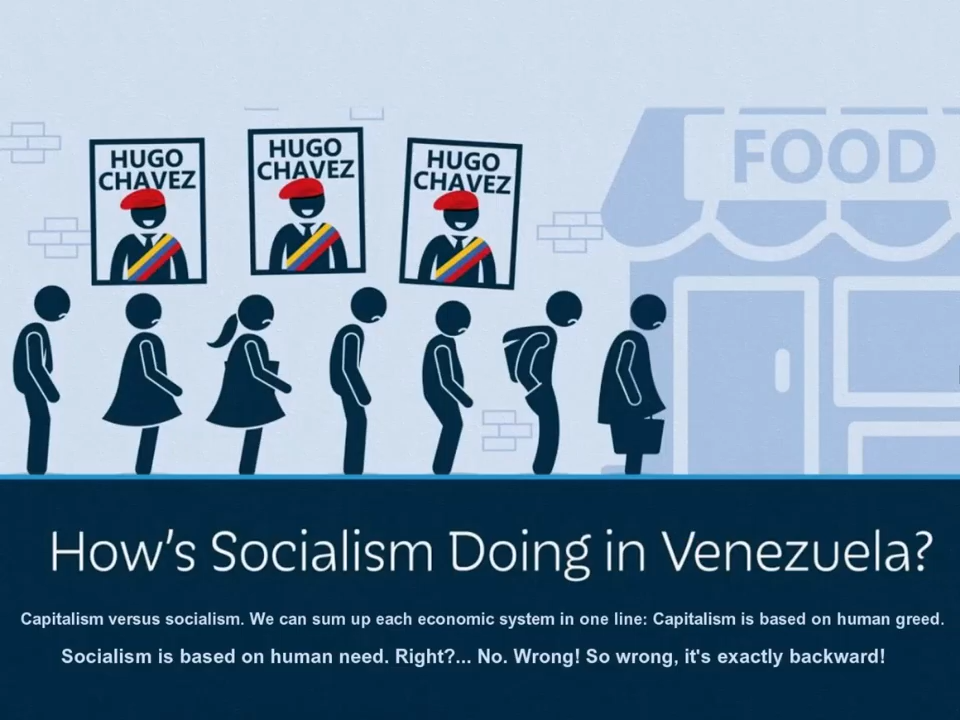 HUGO
CHAVEZ
HUGO
CHAVEZ
HUGO
CHAVEZ
FOOD
How's Socialism Doing in Venezuela?
Capitalism versus socialism. We can sum up each economic system in one line: Capitalism is based on human greed.
Socialism is based on human need. Right?... No. Wrong! So wrong, it's exactly backward!